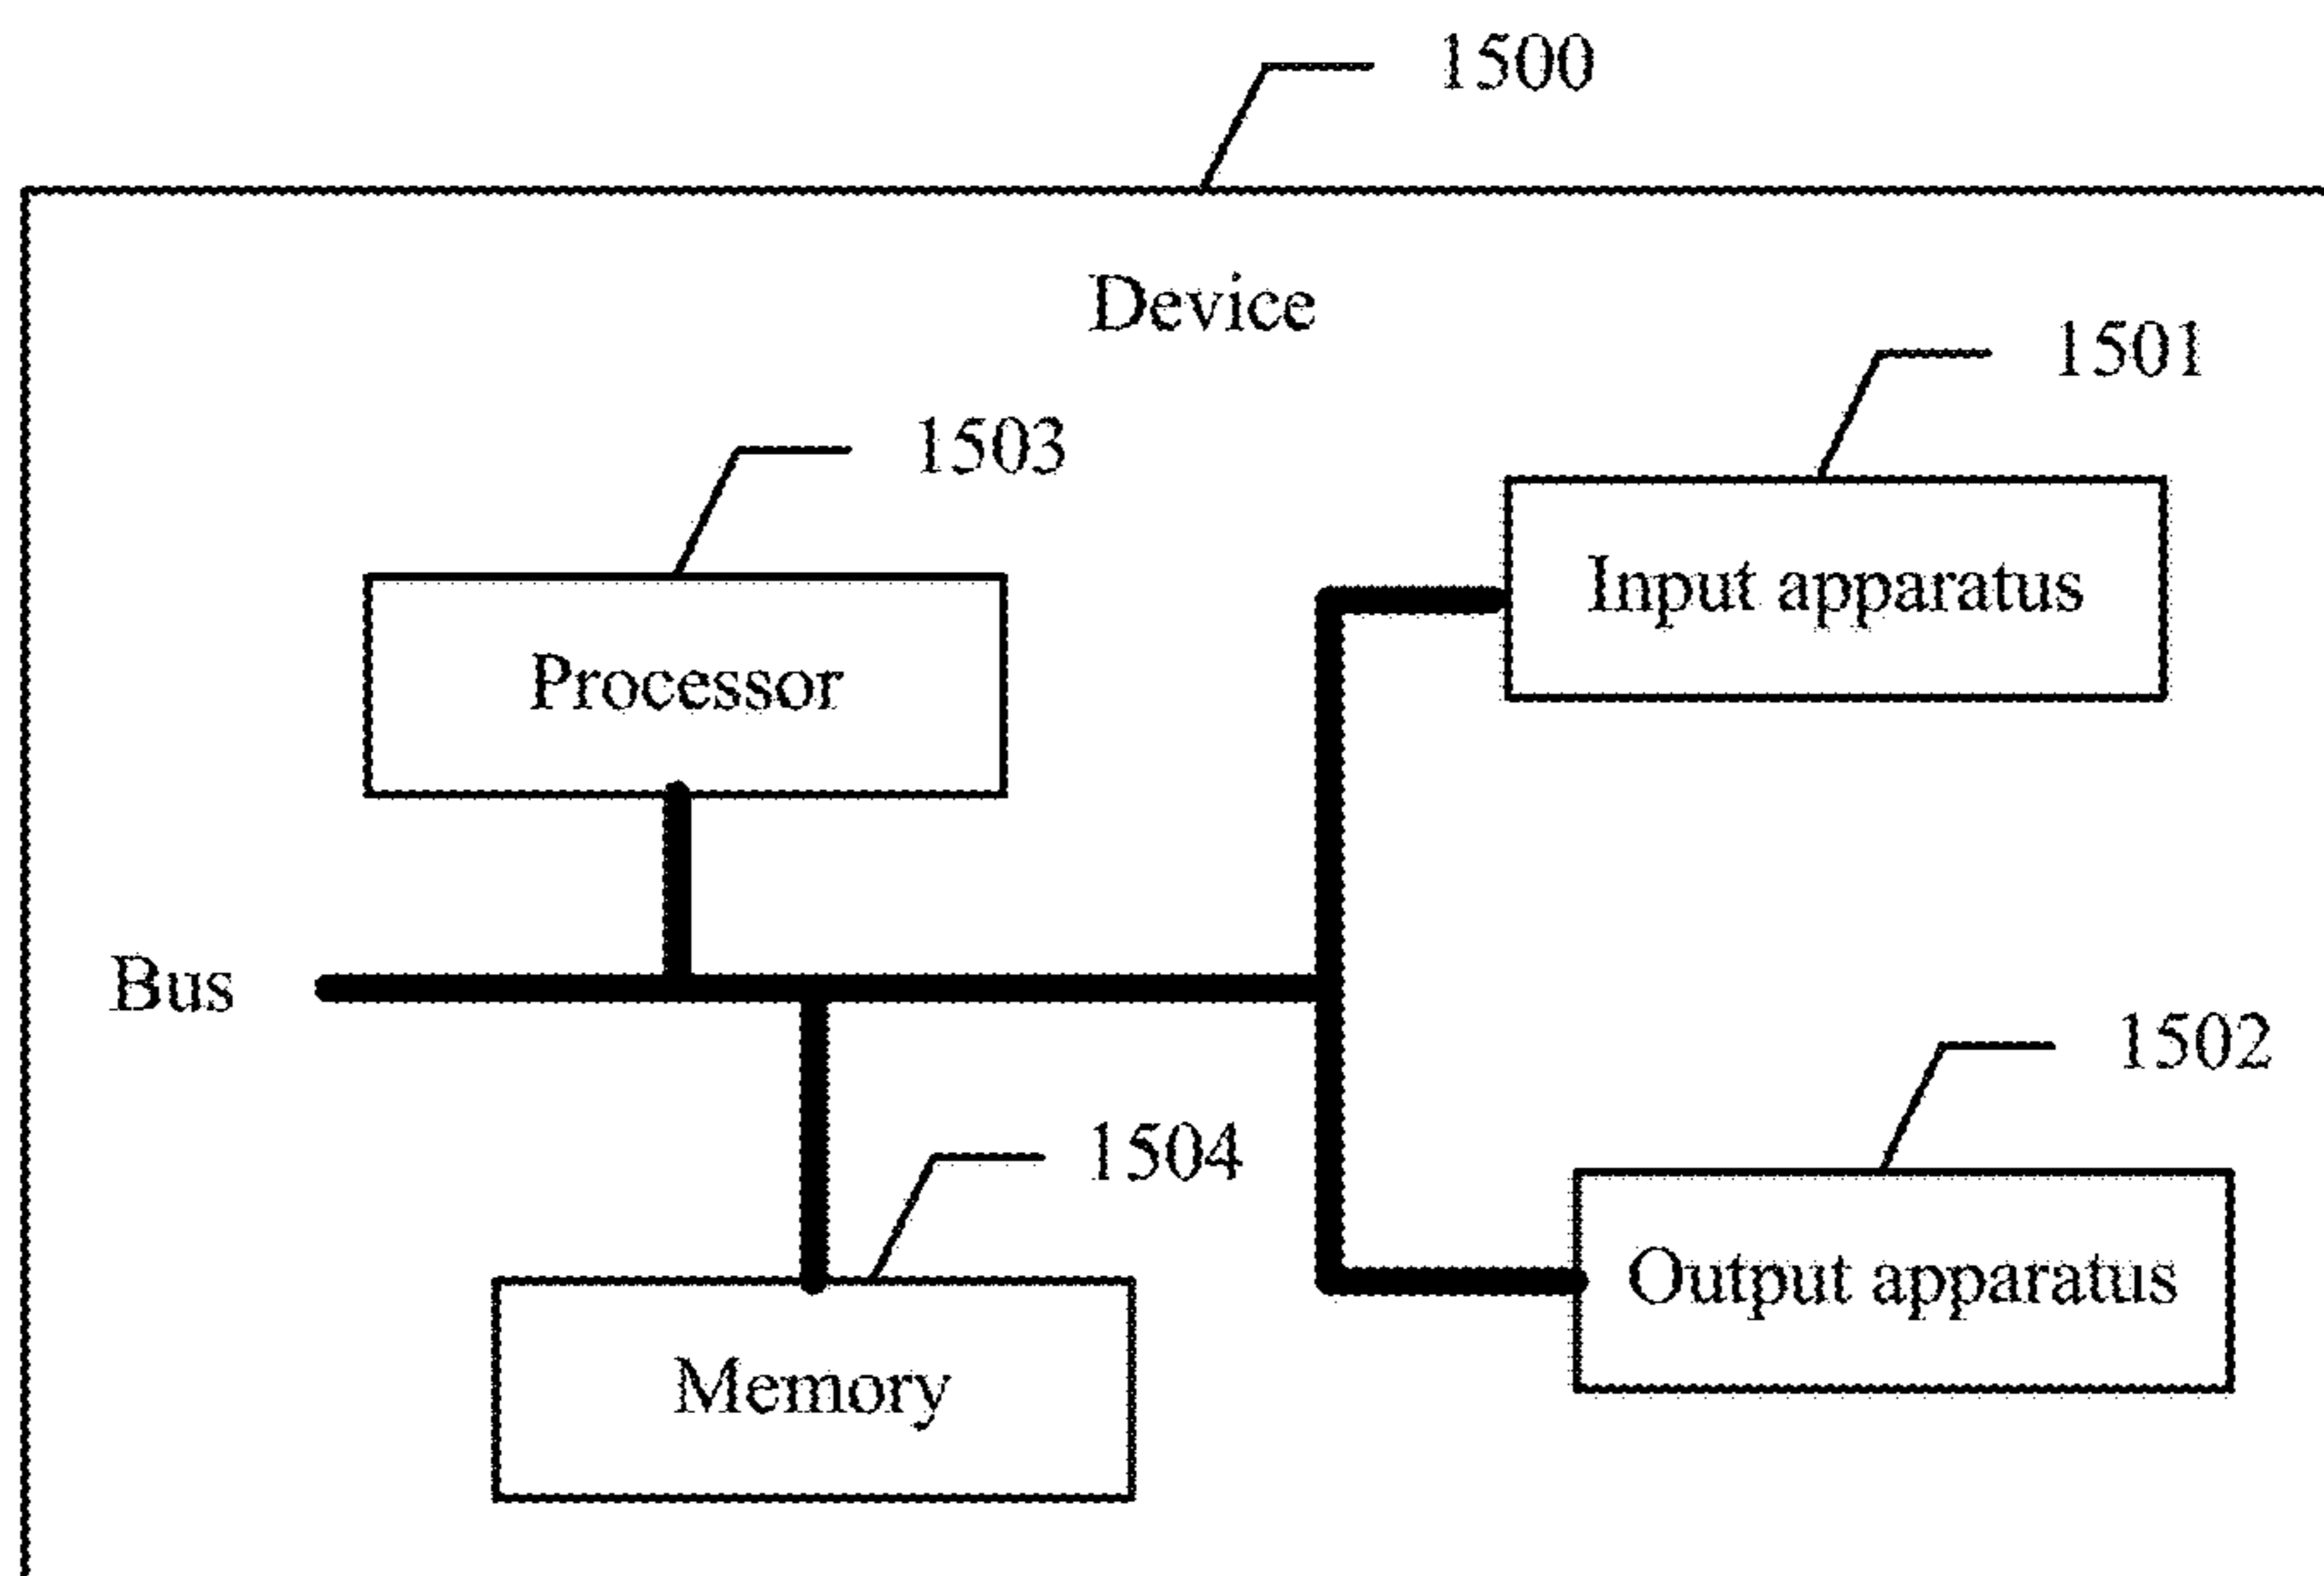 1500
Device
1501
1503
Input apparatus
Processor
Bus
1502
1504
Output apparatus
Memory